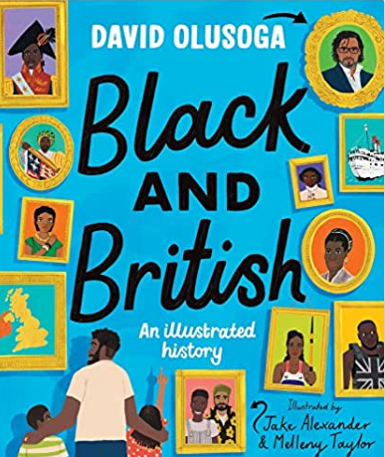 DAVID OLUSOGA
Black
AND
British
An illustrated
history
Illustrated by
Jake Alexander
& Melleny Taylor